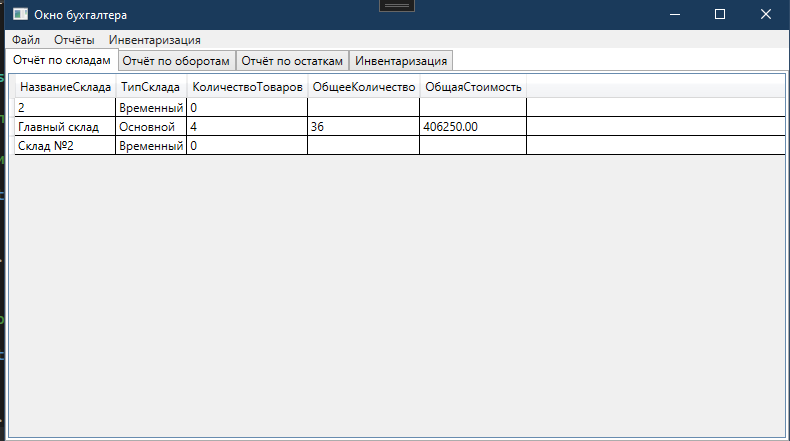 Окно бухгалтера
Файл Отчёты Инвентаризация
Отчёт по складам Отчёт по оборотам Отчёт по остаткам Инвентаризация
НазваниеСклада ТипСклада КоличествоТоваров ОбщееКоличество ОбщаяСтоимость
2 Временный 0
Главный склад Основной 4 36 406250.00
Склад №2 Временный 0